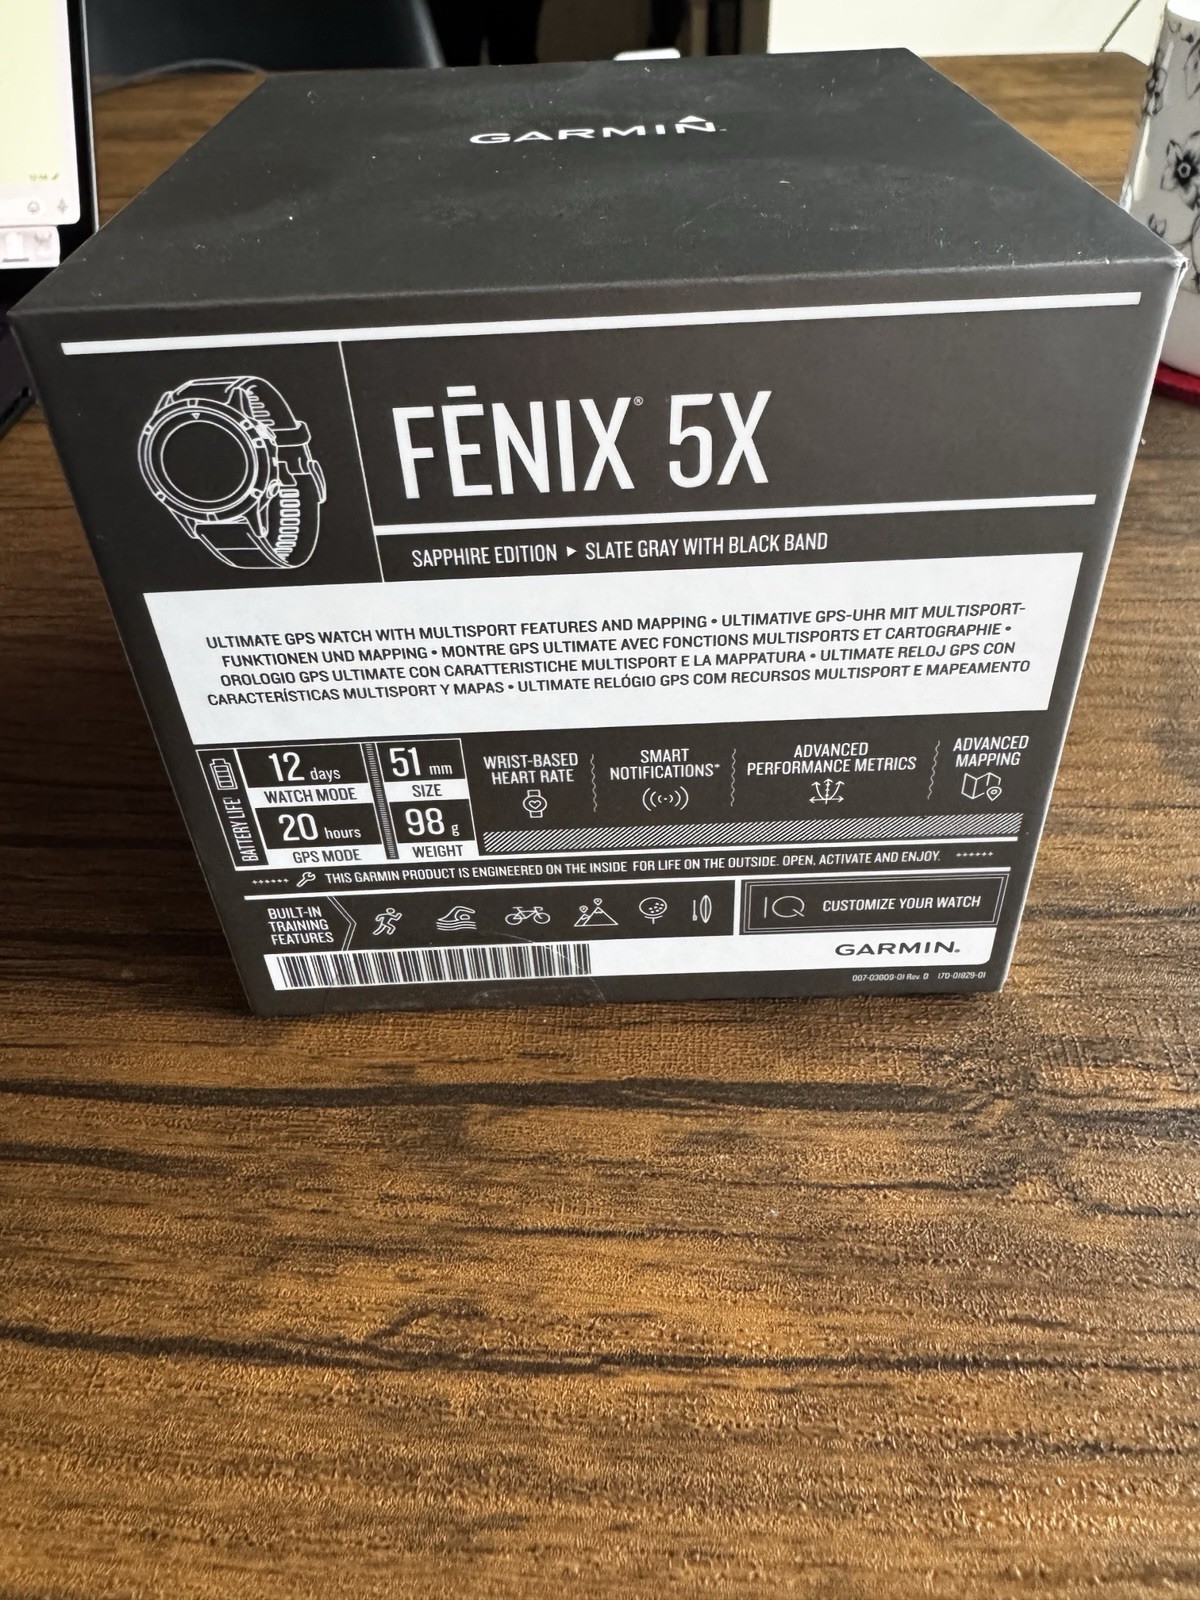 GARMIN
FĒNIX® 5X
SAPPHIRE EDITION ▸ SLATE GRAY WITH BLACK BAND
ULTIMATE GPS WATCH WITH MULTISPORT FEATURES AND MAPPING • ULTIMATIVE GPS-UHR MIT MULTISPORT-
FUNKTIONEN UND MAPPING • MONTRE GPS ULTIMATE AVEC FONCTIONS MULTISPORTS ET CARTOGRAPHIE •
OROLOGIO GPS ULTIMATE CON CARATTERISTICHE MULTISPORT E LA MAPPATURA • ULTIMATE RELOJ GPS CON
CARACTERÍSTICAS MULTISPORT Y MAPAS • ULTIMATE RELÓGIO GPS COM RECURSOS MULTISPORT E MAPEAMENTO
BATTERY LIFE
12 days
WATCH MODE
20 hours
GPS MODE
51 mm
SIZE
98 g
WEIGHT
WRIST-BASED
HEART RATE
SMART
NOTIFICATIONS*
ADVANCED
PERFORMANCE METRICS
ADVANCED
MAPPING
THIS GARMIN PRODUCT IS ENGINEERED ON THE INSIDE FOR LIFE ON THE OUTSIDE. OPEN, ACTIVATE AND ENJOY.
BUILT-IN
TRAINING
FEATURES
IQ CUSTOMIZE YOUR WATCH
GARMIN.
007-03009-01 Rev. D 170-01829-01